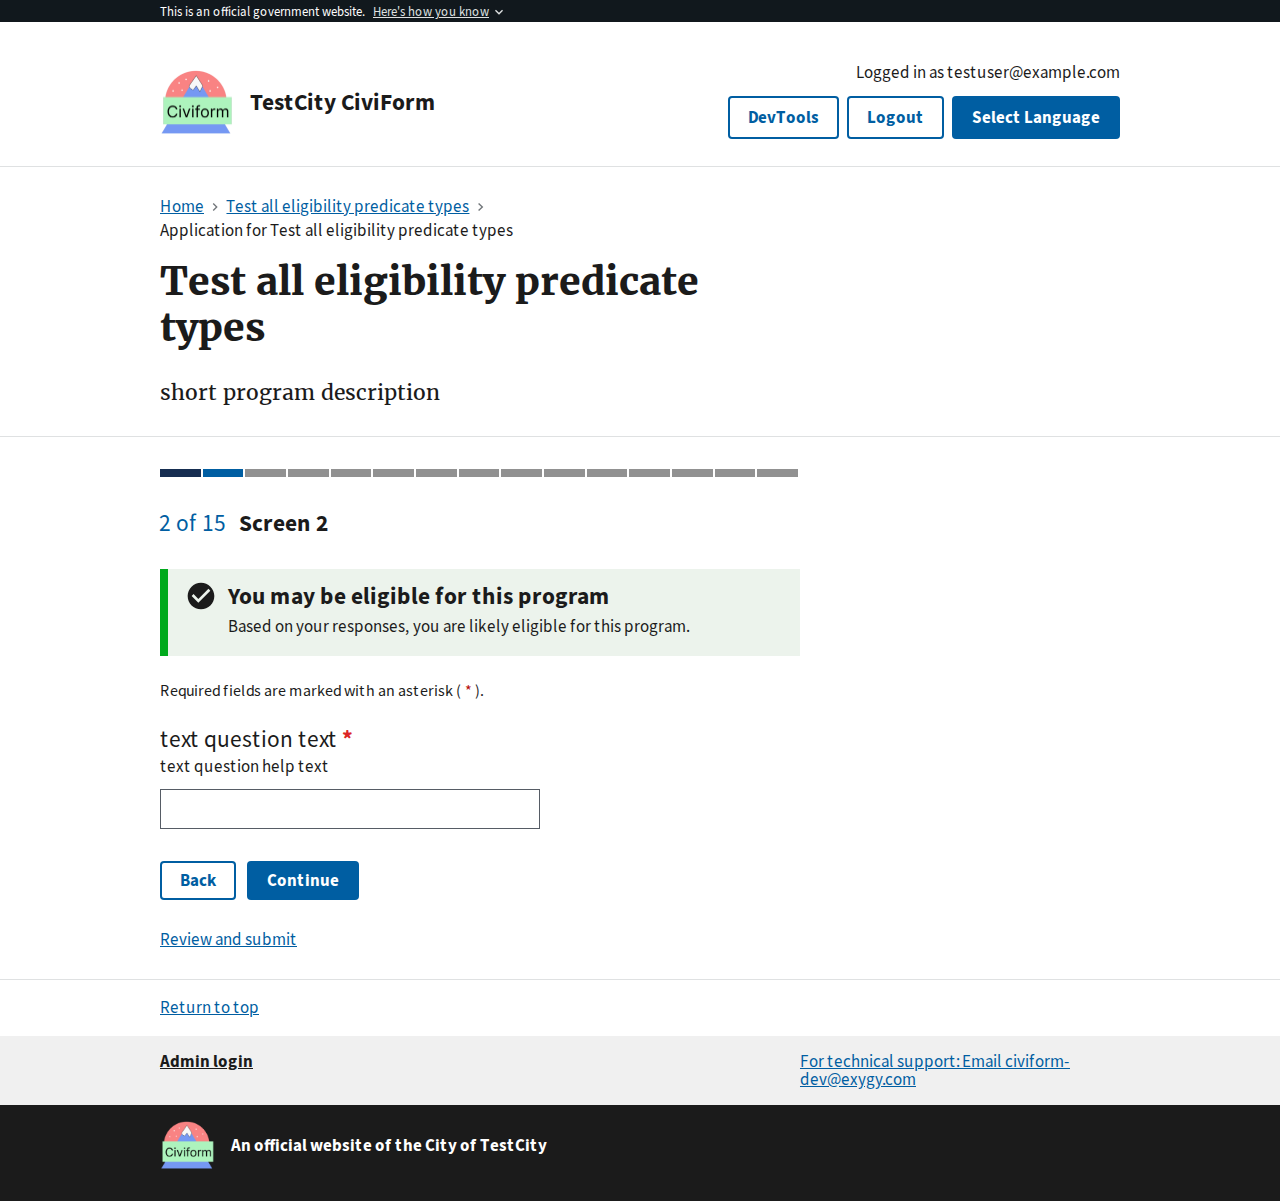 This is an official government website. Here's how you know
Logged in as testuser@example.com
Civiform
TestCity CiviForm
DevTools
Logout
Select Language
Home
Test all eligibility predicate types
Application for Test all eligibility predicate types
Test all eligibility predicate
types
short program description
2 of 15 Screen 2
You may be eligible for this program
Based on your responses, you are likely eligible for this program.
Required fields are marked with an asterisk ( * ).
text question text *
text question help text
Back
Continue
Review and submit
Return to top
Admin login
For technical support: Email civiform-
dev@exygy.com
Civiform
An official website of the City of TestCity